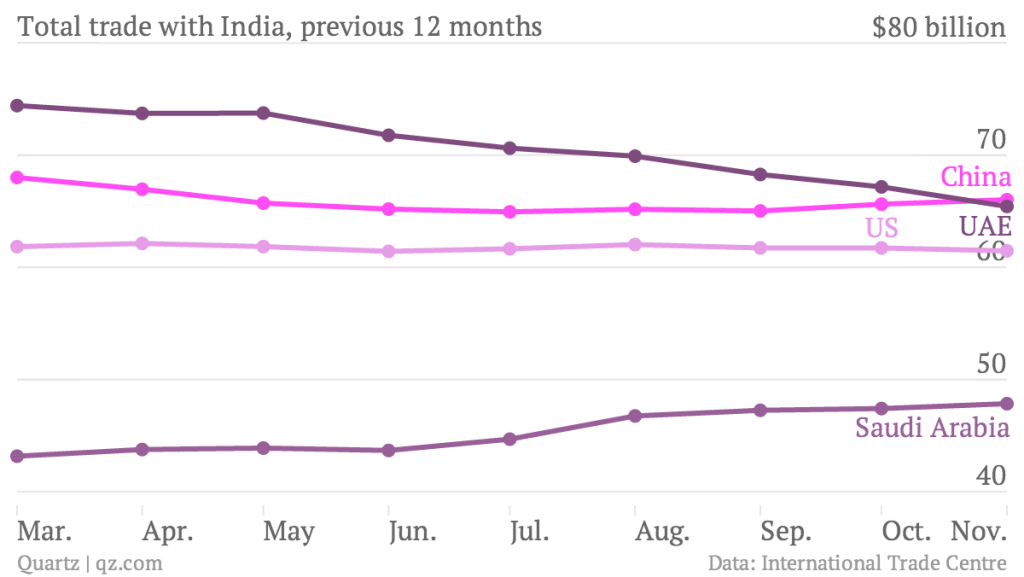 Total trade with India, previous 12 months
$80 billion
70
China
US
UAE
60
50
Saudi Arabia
40
Mar. Apr. May Jun. Jul. Aug. Sep. Oct. Nov.
Quartz | qz.com
Data: International Trade Centre